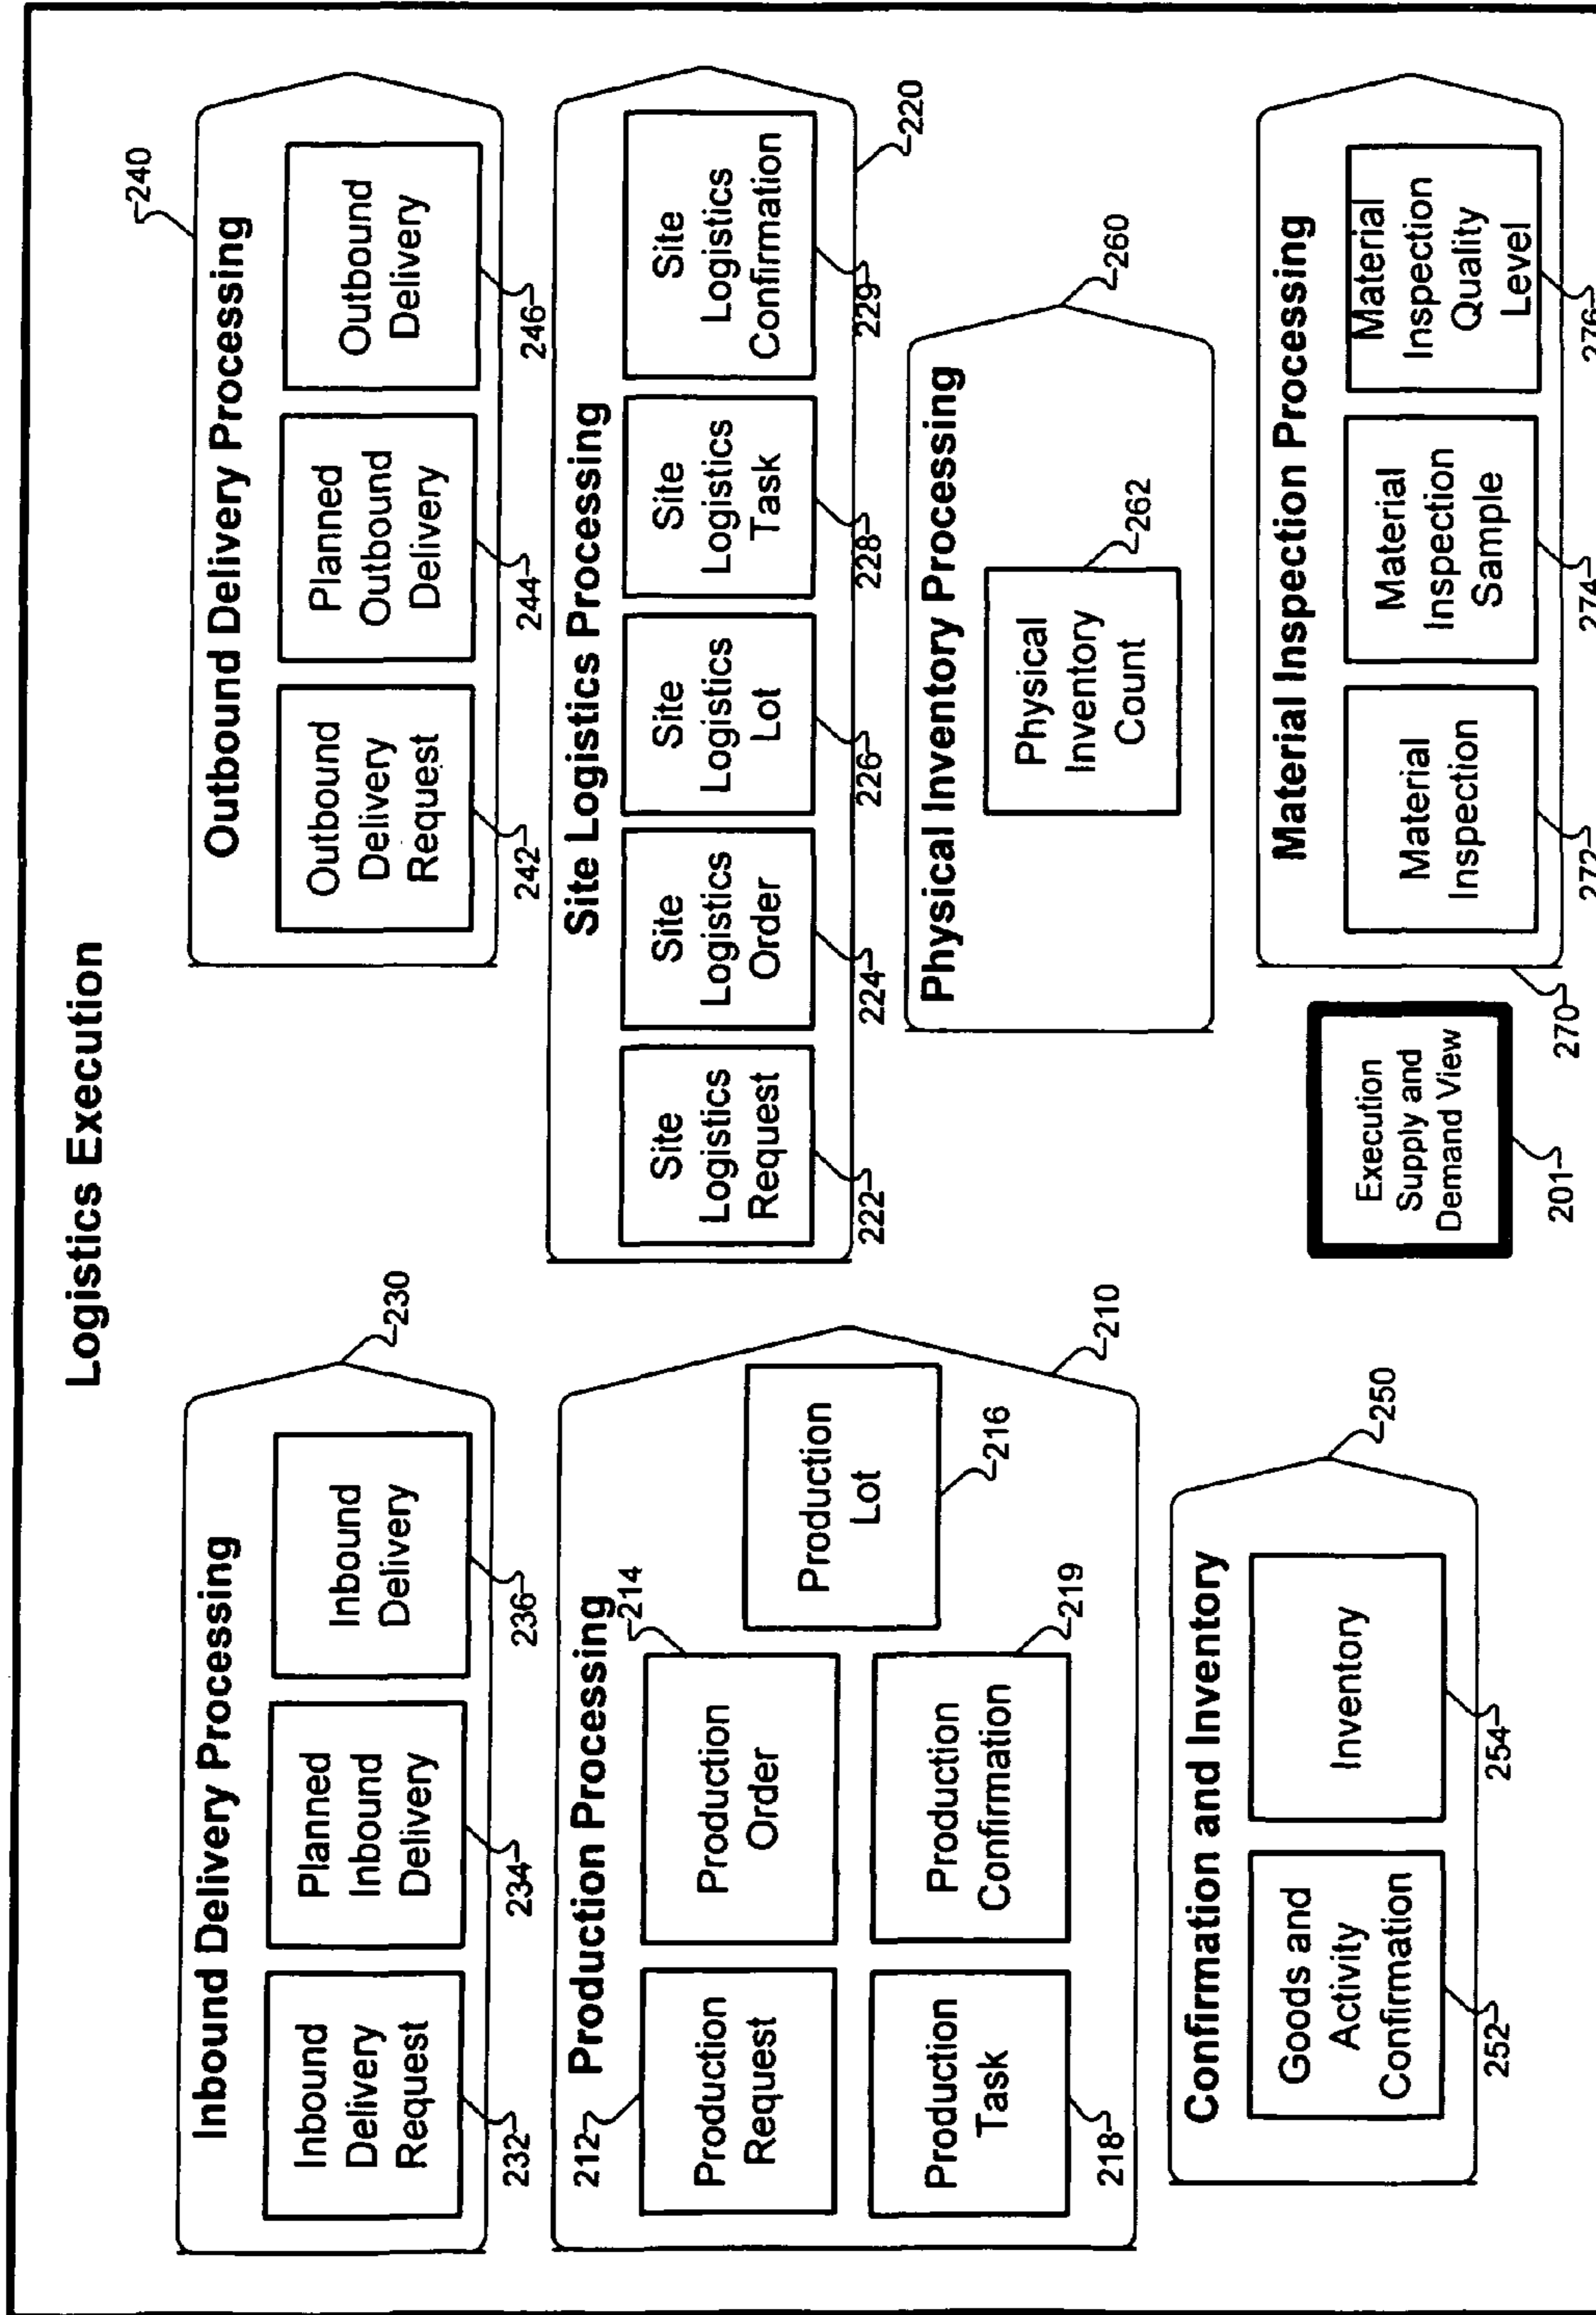 Logistics Execution
Inbound Delivery Processing
Inbound
Delivery
Request
232
Planned
Inbound
Delivery
234
Inbound
Delivery
236
230
Outbound Delivery Processing
240
Outbound
Delivery
Request
242
Planned
Outbound
Delivery
244
Outbound
Delivery
246
Production Processing
212
Production
Request
214
Production
Order
Production
Lot
216
Production
Task
218
Production
Confirmation
219
210
Site Logistics Processing
Site
Logistics
Request
222
Site
Logistics
Order
224
Site
Logistics
Lot
226
Site
Logistics
Task
228
Site
Logistics
Confirmation
229
220
Physical Inventory Processing
Physical
Inventory
Count
262
260
Confirmation and Inventory
Goods and
Activity
Confirmation
252
Inventory
254
250
Execution
Supply and
Demand View
201
Material Inspection Processing
Material
Inspection
272
Material
Inspection
Sample
274
Material
Inspection
Quality
Level
276
270